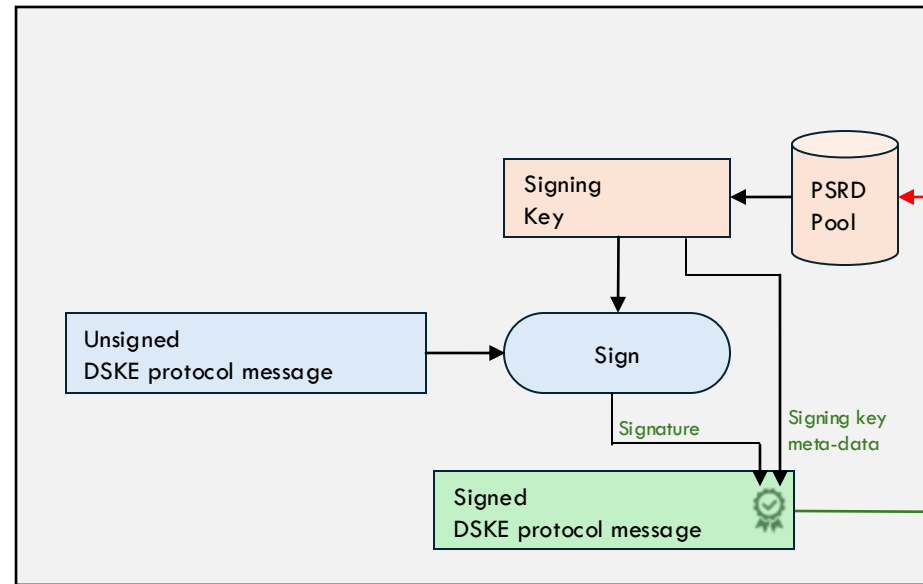 Signing
Key
PSRD
Pool
Unsigned
DSKE protocol message
Sign
Signature
Signing key
meta-data
Signed
DSKE protocol message